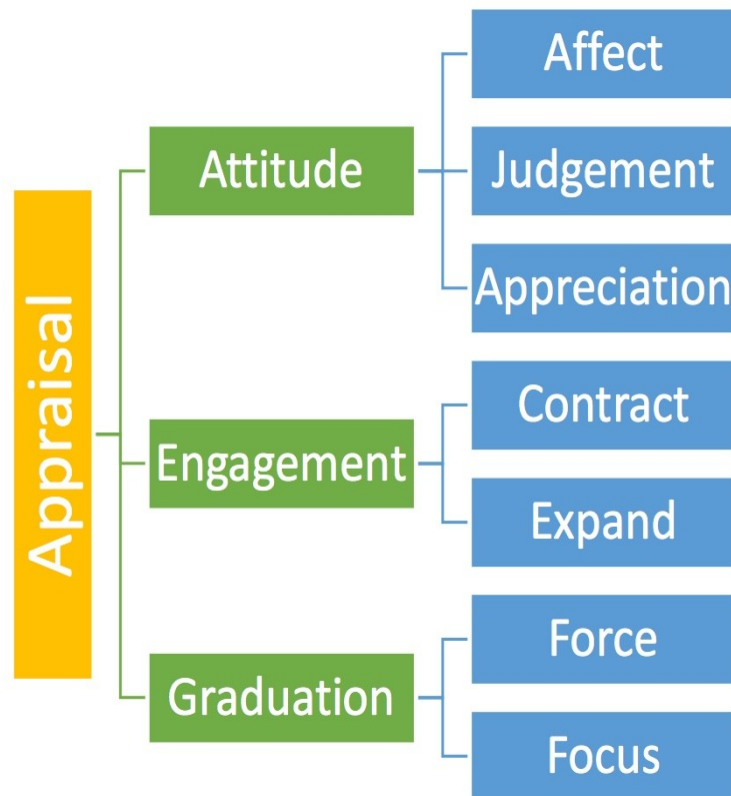 Appraisal
Attitude
Affect
Judgement
Appreciation
Engagement
Contract
Expand
Graduation
Force
Focus